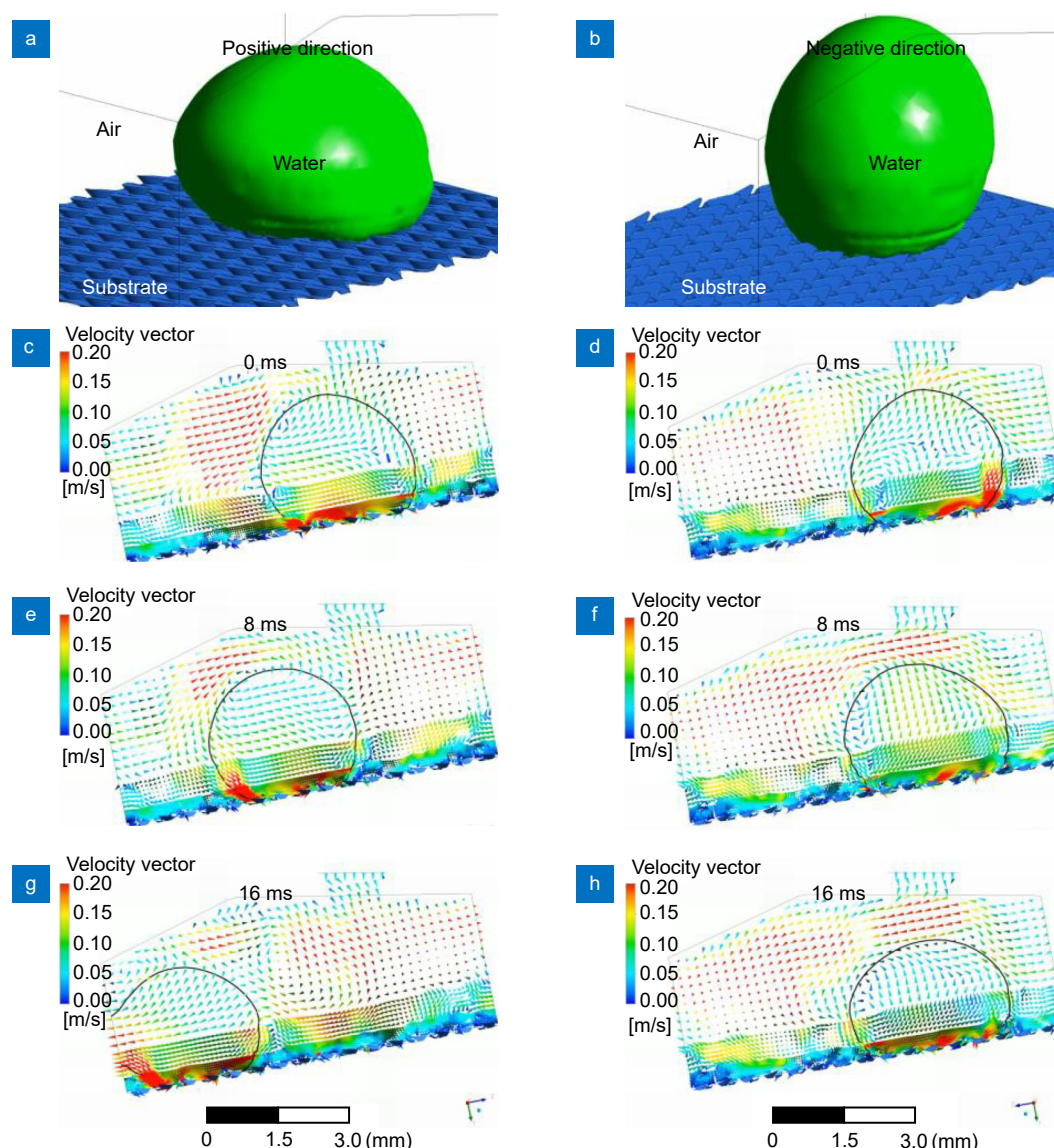 a
Positive direction
Air
Water
Substrate
b
Negative direction
Air
Water
Substrate
c
Velocity vector
0.20
0.15
0.10
0.05
0.00
[m/s]
0 ms
d
Velocity vector
0.20
0.15
0.10
0.05
0.00
[m/s]
0 ms
e
Velocity vector
0.20
0.15
0.10
0.05
0.00
[m/s]
8 ms
f
Velocity vector
0.20
0.15
0.10
0.05
0.00
[m/s]
8 ms
g
Velocity vector
0.20
0.15
0.10
0.05
0.00
[m/s]
16 ms
0 1.5 3.0 (mm)
h
Velocity vector
0.20
0.15
0.10
0.05
0.00
[m/s]
16 ms
0 1.5 3.0 (mm)